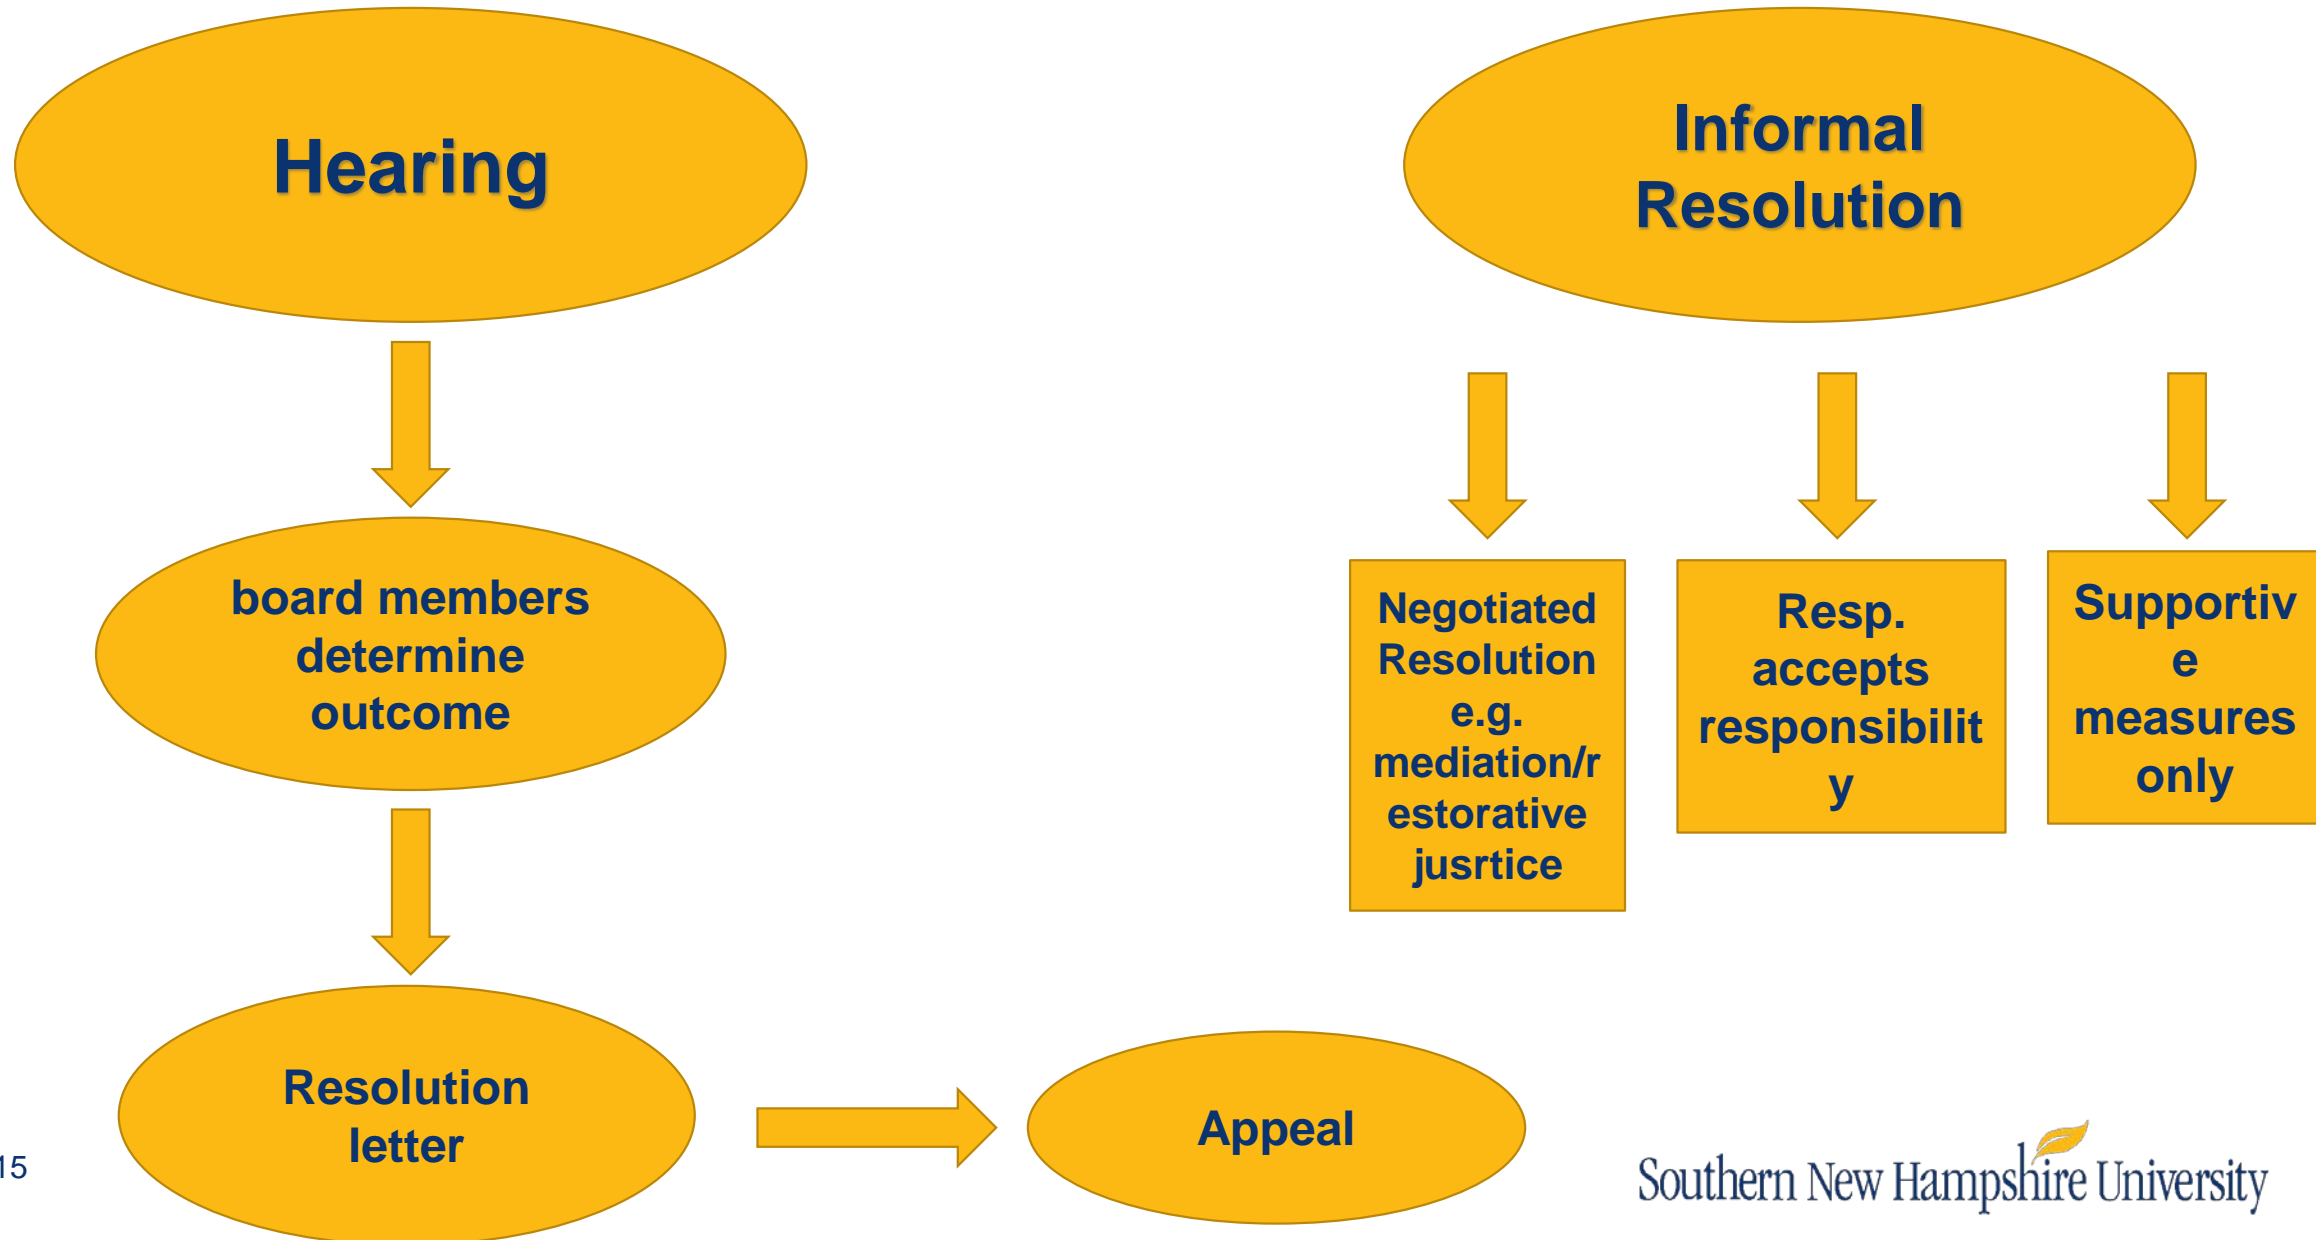 Hearing
board members
determine
outcome
Resolution
letter
Appeal
Informal
Resolution
Negotiated
Resolution
e.g.
mediation/r
estorative
jusrtice
Resp.
accepts
responsibilit
y
Supportiv
e
measures
only
15
Southern New Hampshire University